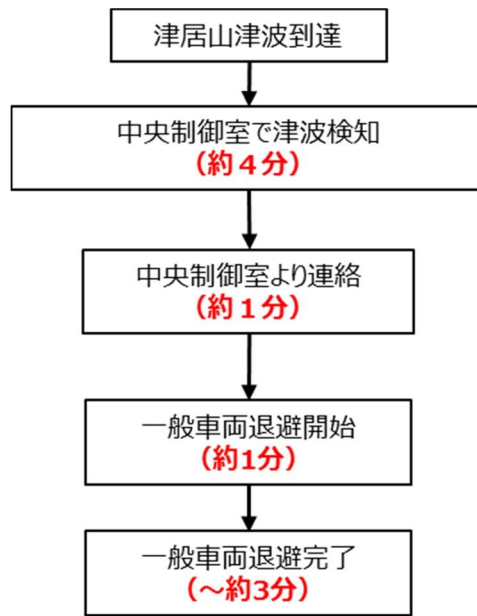 津居山津波到達
中央制御室で津波検知
（約４分）
中央制御室より連絡
（約１分）
一般車両退避開始
（約1分）
一般車両退避完了
（～約3分）